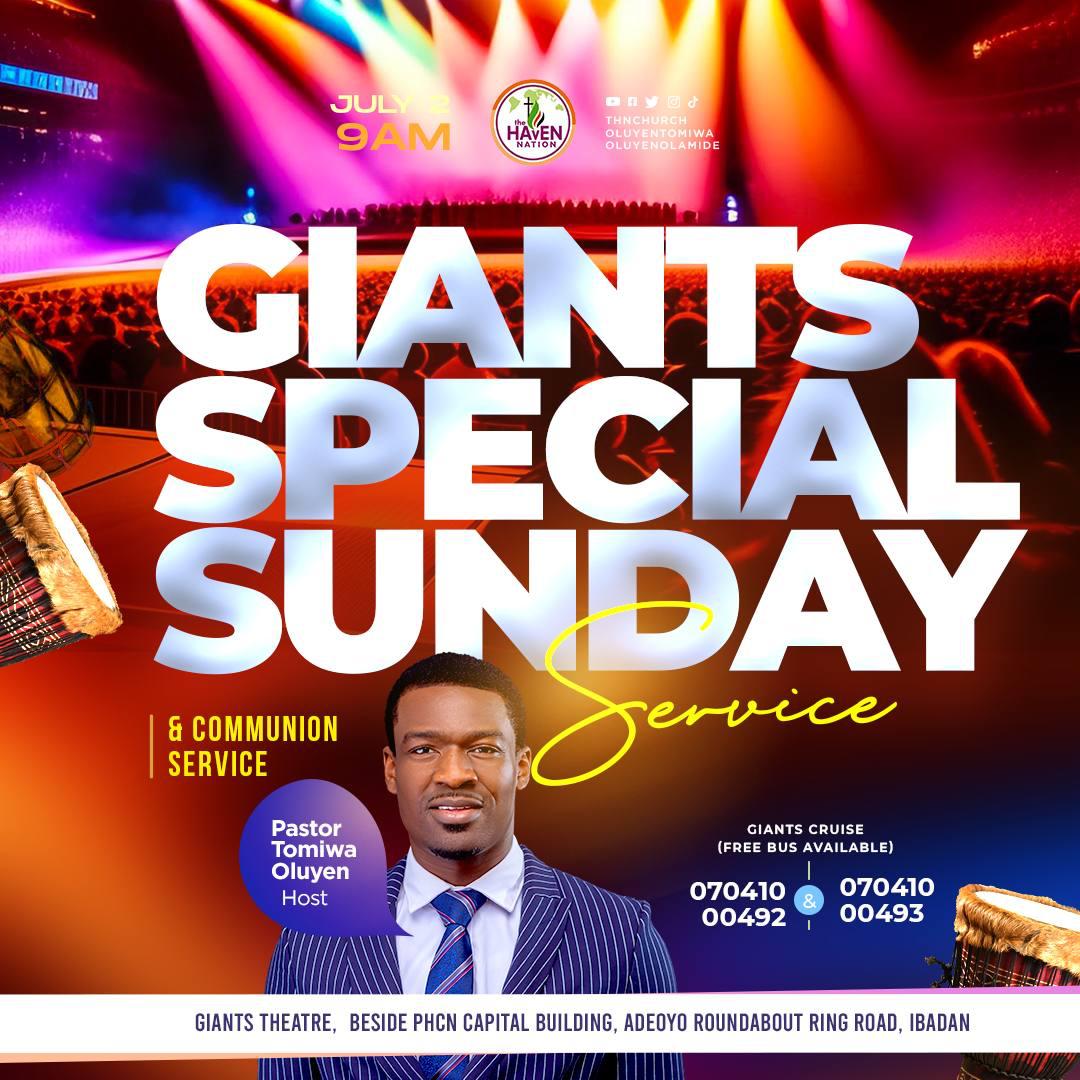 JULY 2
9AM
the
HAVEN
NATION
THNCHURCH
OLUYENTOMIWA
OLUYENOLAMIDE
GIANTS
SPECIAL
SUNDAY
Service
& COMMUNION
SERVICE
Pastor
Tomiwa
Oluyen
Host
GIANTS CRUISE
(FREE BUS AVAILABLE)
070410
00492
&
070410
00493
GIANTS THEATRE, BESIDE PHCN CAPITAL BUILDING, ADEOYO ROUNDABOUT RING ROAD, IBADAN